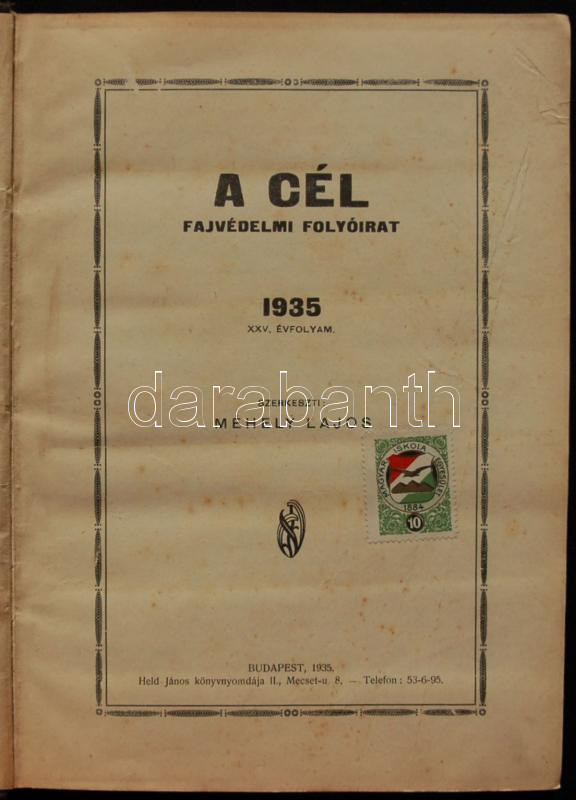 A CÉL
FAJVÉDELMI FOLYÓIRAT
1935
XXV. ÉVFOLYAM.
SZERKESZTI:
MÉHELY LAJOS
darabanth
MAGYAR ISKOLA EGYESÜLET
1884
10
BUDAPEST, 1935.
Held János könyvnyomdája II., Mecset-u. 8. — Telefon: 53-6-95.